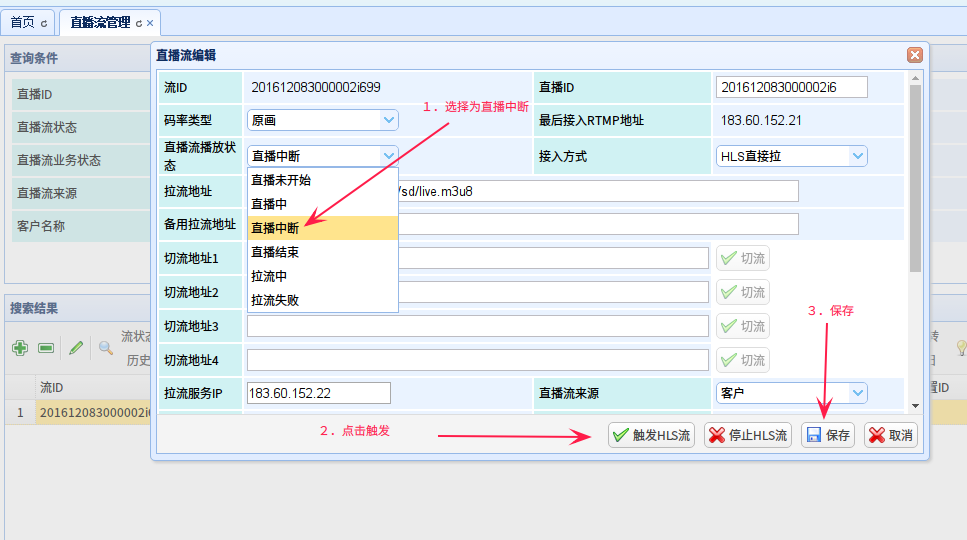 首页
直播流管理
查询条件
直播ID
直播流状态
直播流业务状态
直播流来源
客户名称
搜索结果
流状态
历史
流ID
1
201612083000002i6
直播流编辑
流ID
201612083000002i699
直播ID
201612083000002i6
码率类型
原画
最后接入RTMP地址
183.60.152.21
直播流播放状态
直播中断
接入方式
HLS直接拉
直播未开始
直播中
直播中断
直播结束
拉流中
拉流失败
拉流地址
/sd/live.m3u8
备用拉流地址
切流地址1
切流
切流地址2
切流
切流地址3
切流
切流地址4
切流
拉流服务IP
183.60.152.22
直播流来源
客户
触发HLS流
停止HLS流
保存
取消
1. 选择为直播中断
2. 点击触发
3. 保存
转
置ID